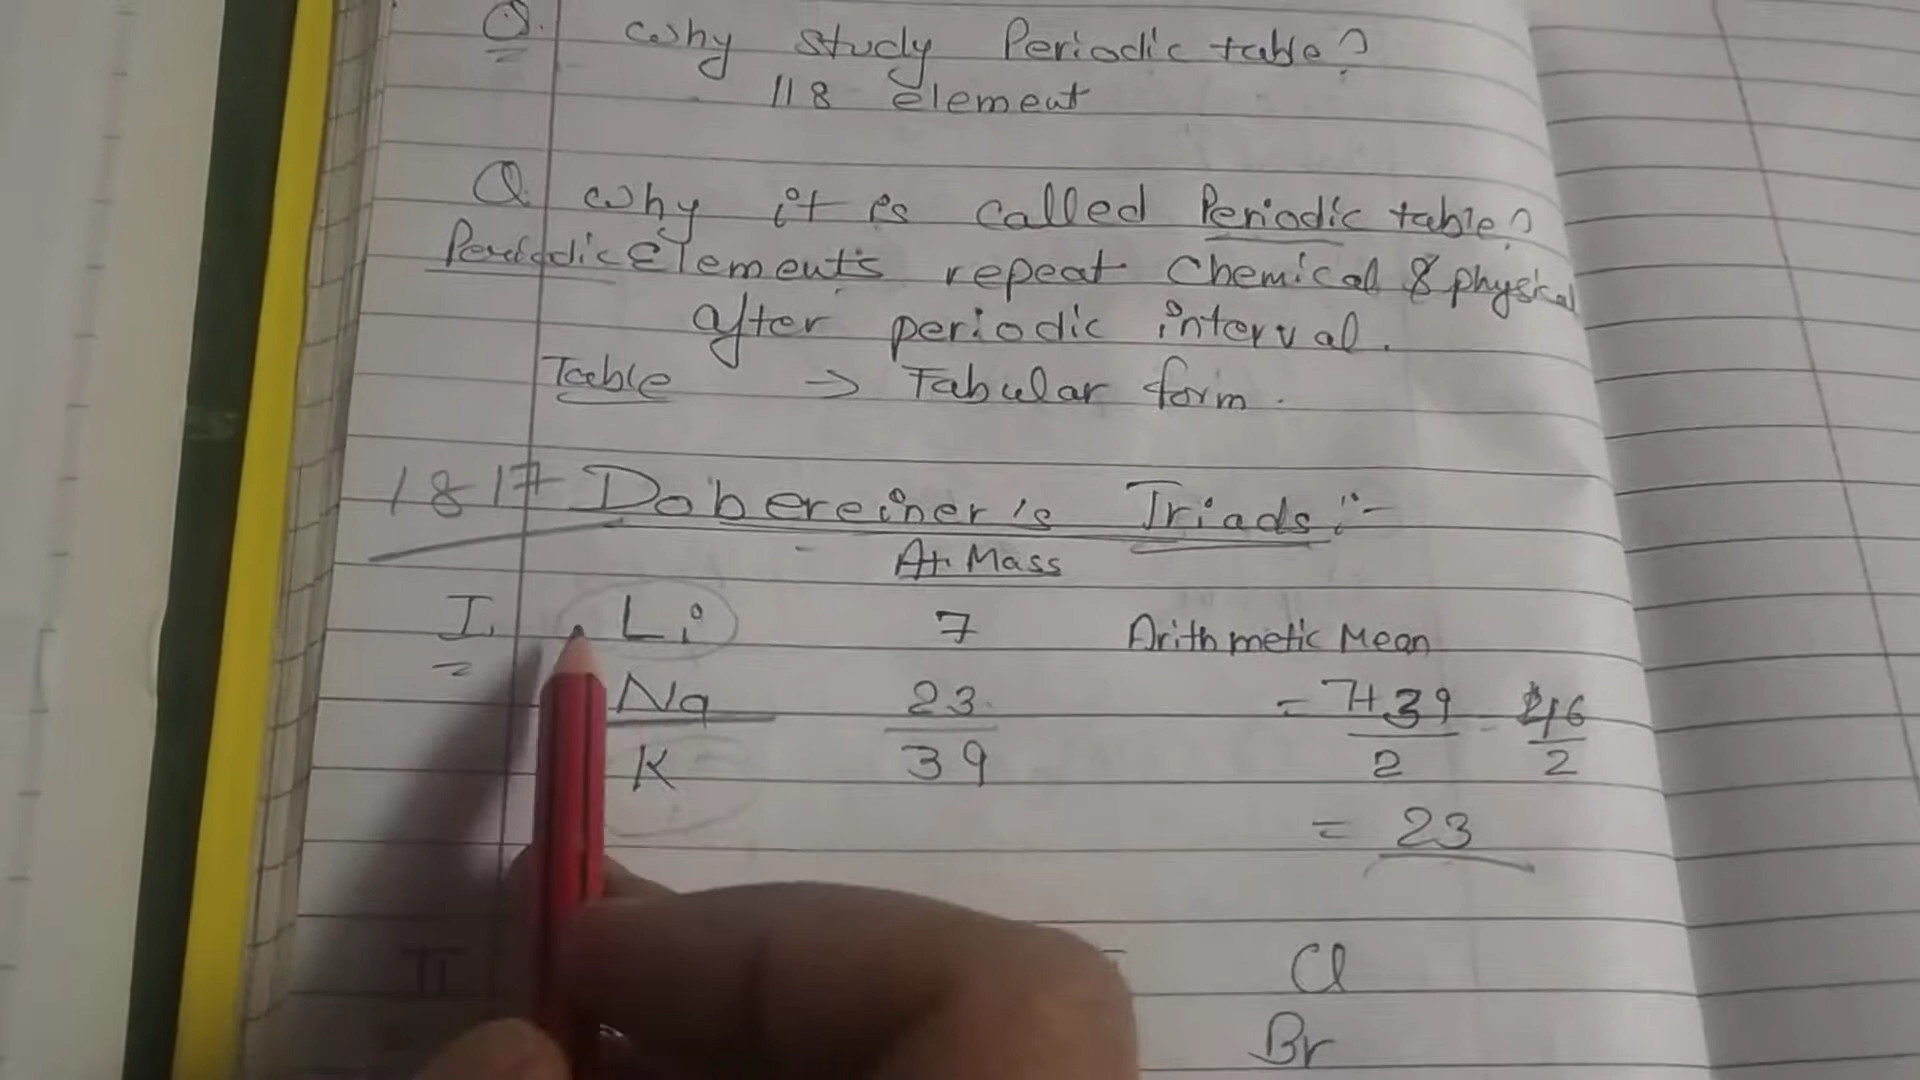 Q. Why study Periodic table?
118 element
Q. Why it is called Periodic table?
Periodic Elements repeat Chemical & physical
after periodic interval.
Table → Tabular form.
1817 Dobereiner's Triads :-
At. Mass
I. Li 7 Arithmetic Mean
Na 23 = 7+39/2 = 46/2
K 39
= 23
II Cl
Br